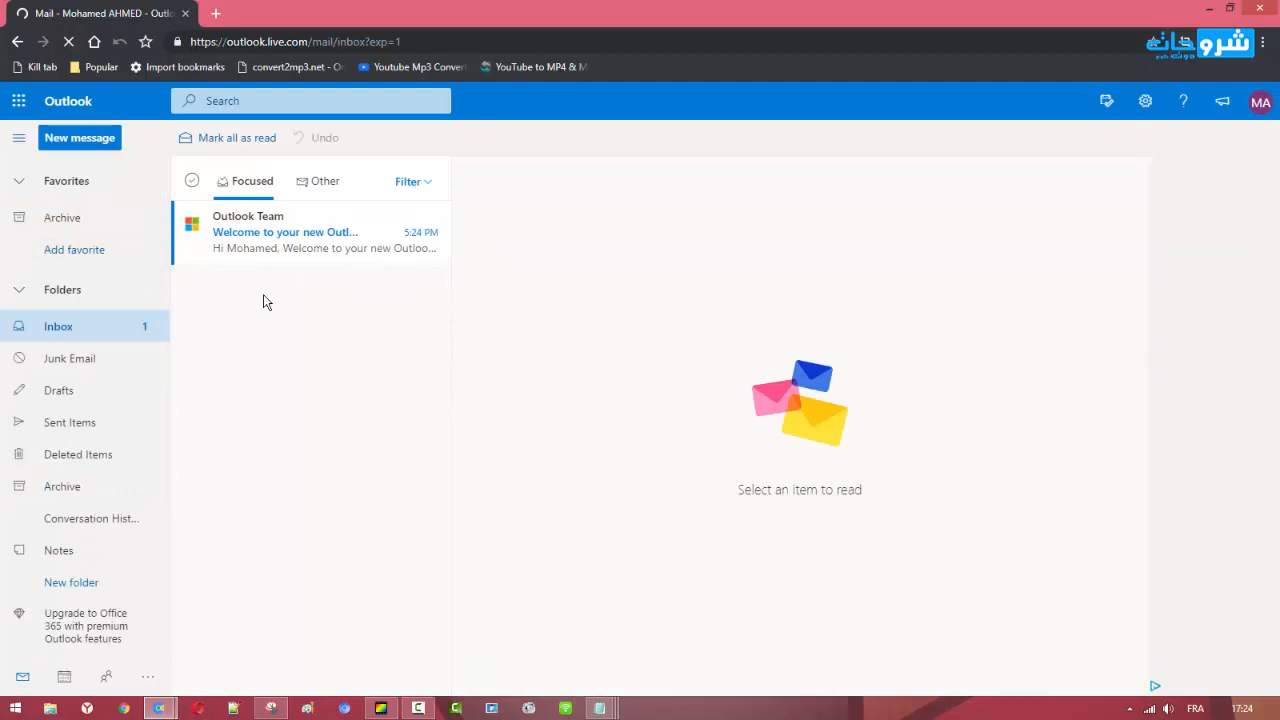 Mail - Mohamed AHMED - Outlo
https://outlook.live.com/mail/inbox?exp=1
شروحات
دوت كوم
Kill tab
Popular
Import bookmarks
convert2mp3.net - On
Youtube Mp3 Convert
YouTube to MP4 & M
Outlook
Search
MA
New message
Mark all as read
Undo
Favorites
Focused
Other
Filter
Archive
Outlook Team
Welcome to your new Outl...
5:24 PM
Hi Mohamed, Welcome to your new Outloo...
Add favorite
Folders
Inbox
1
Junk Email
Drafts
Sent Items
Deleted Items
Archive
Conversation Hist...
Notes
New folder
Upgrade to Office
365 with premium
Outlook features
Select an item to read
FRA
17:24